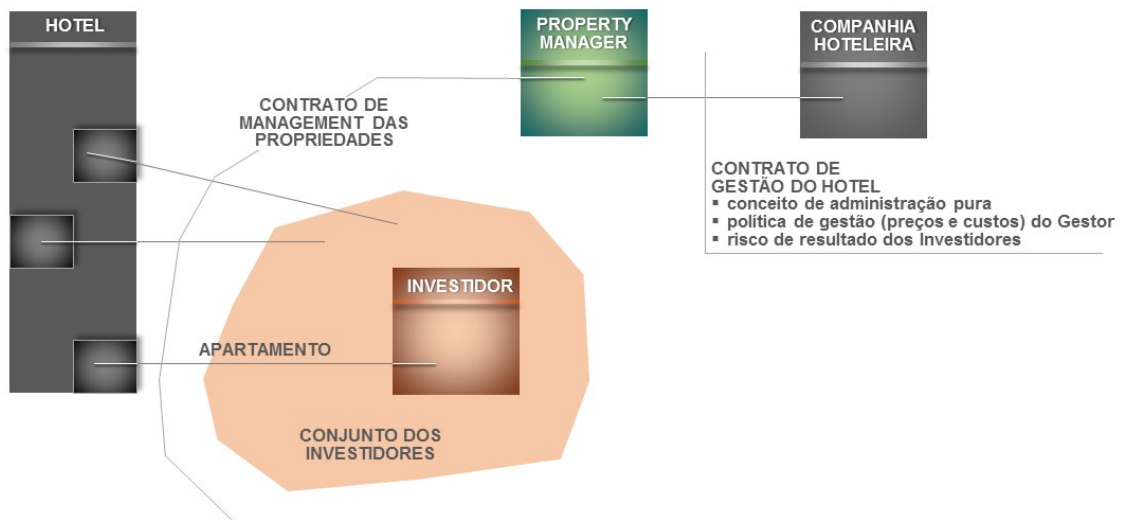 HOTEL
PROPERTY
MANAGER
COMPANHIA
HOTELEIRA
CONTRATO DE
MANAGEMENT DAS
PROPRIEDADES
CONTRATO DE
GESTÃO DO HOTEL
▪ conceito de administração pura
▪ política de gestão (preços e custos) do Gestor
▪ risco de resultado dos Investidores
INVESTIDOR
APARTAMENTO
CONJUNTO DOS
INVESTIDORES